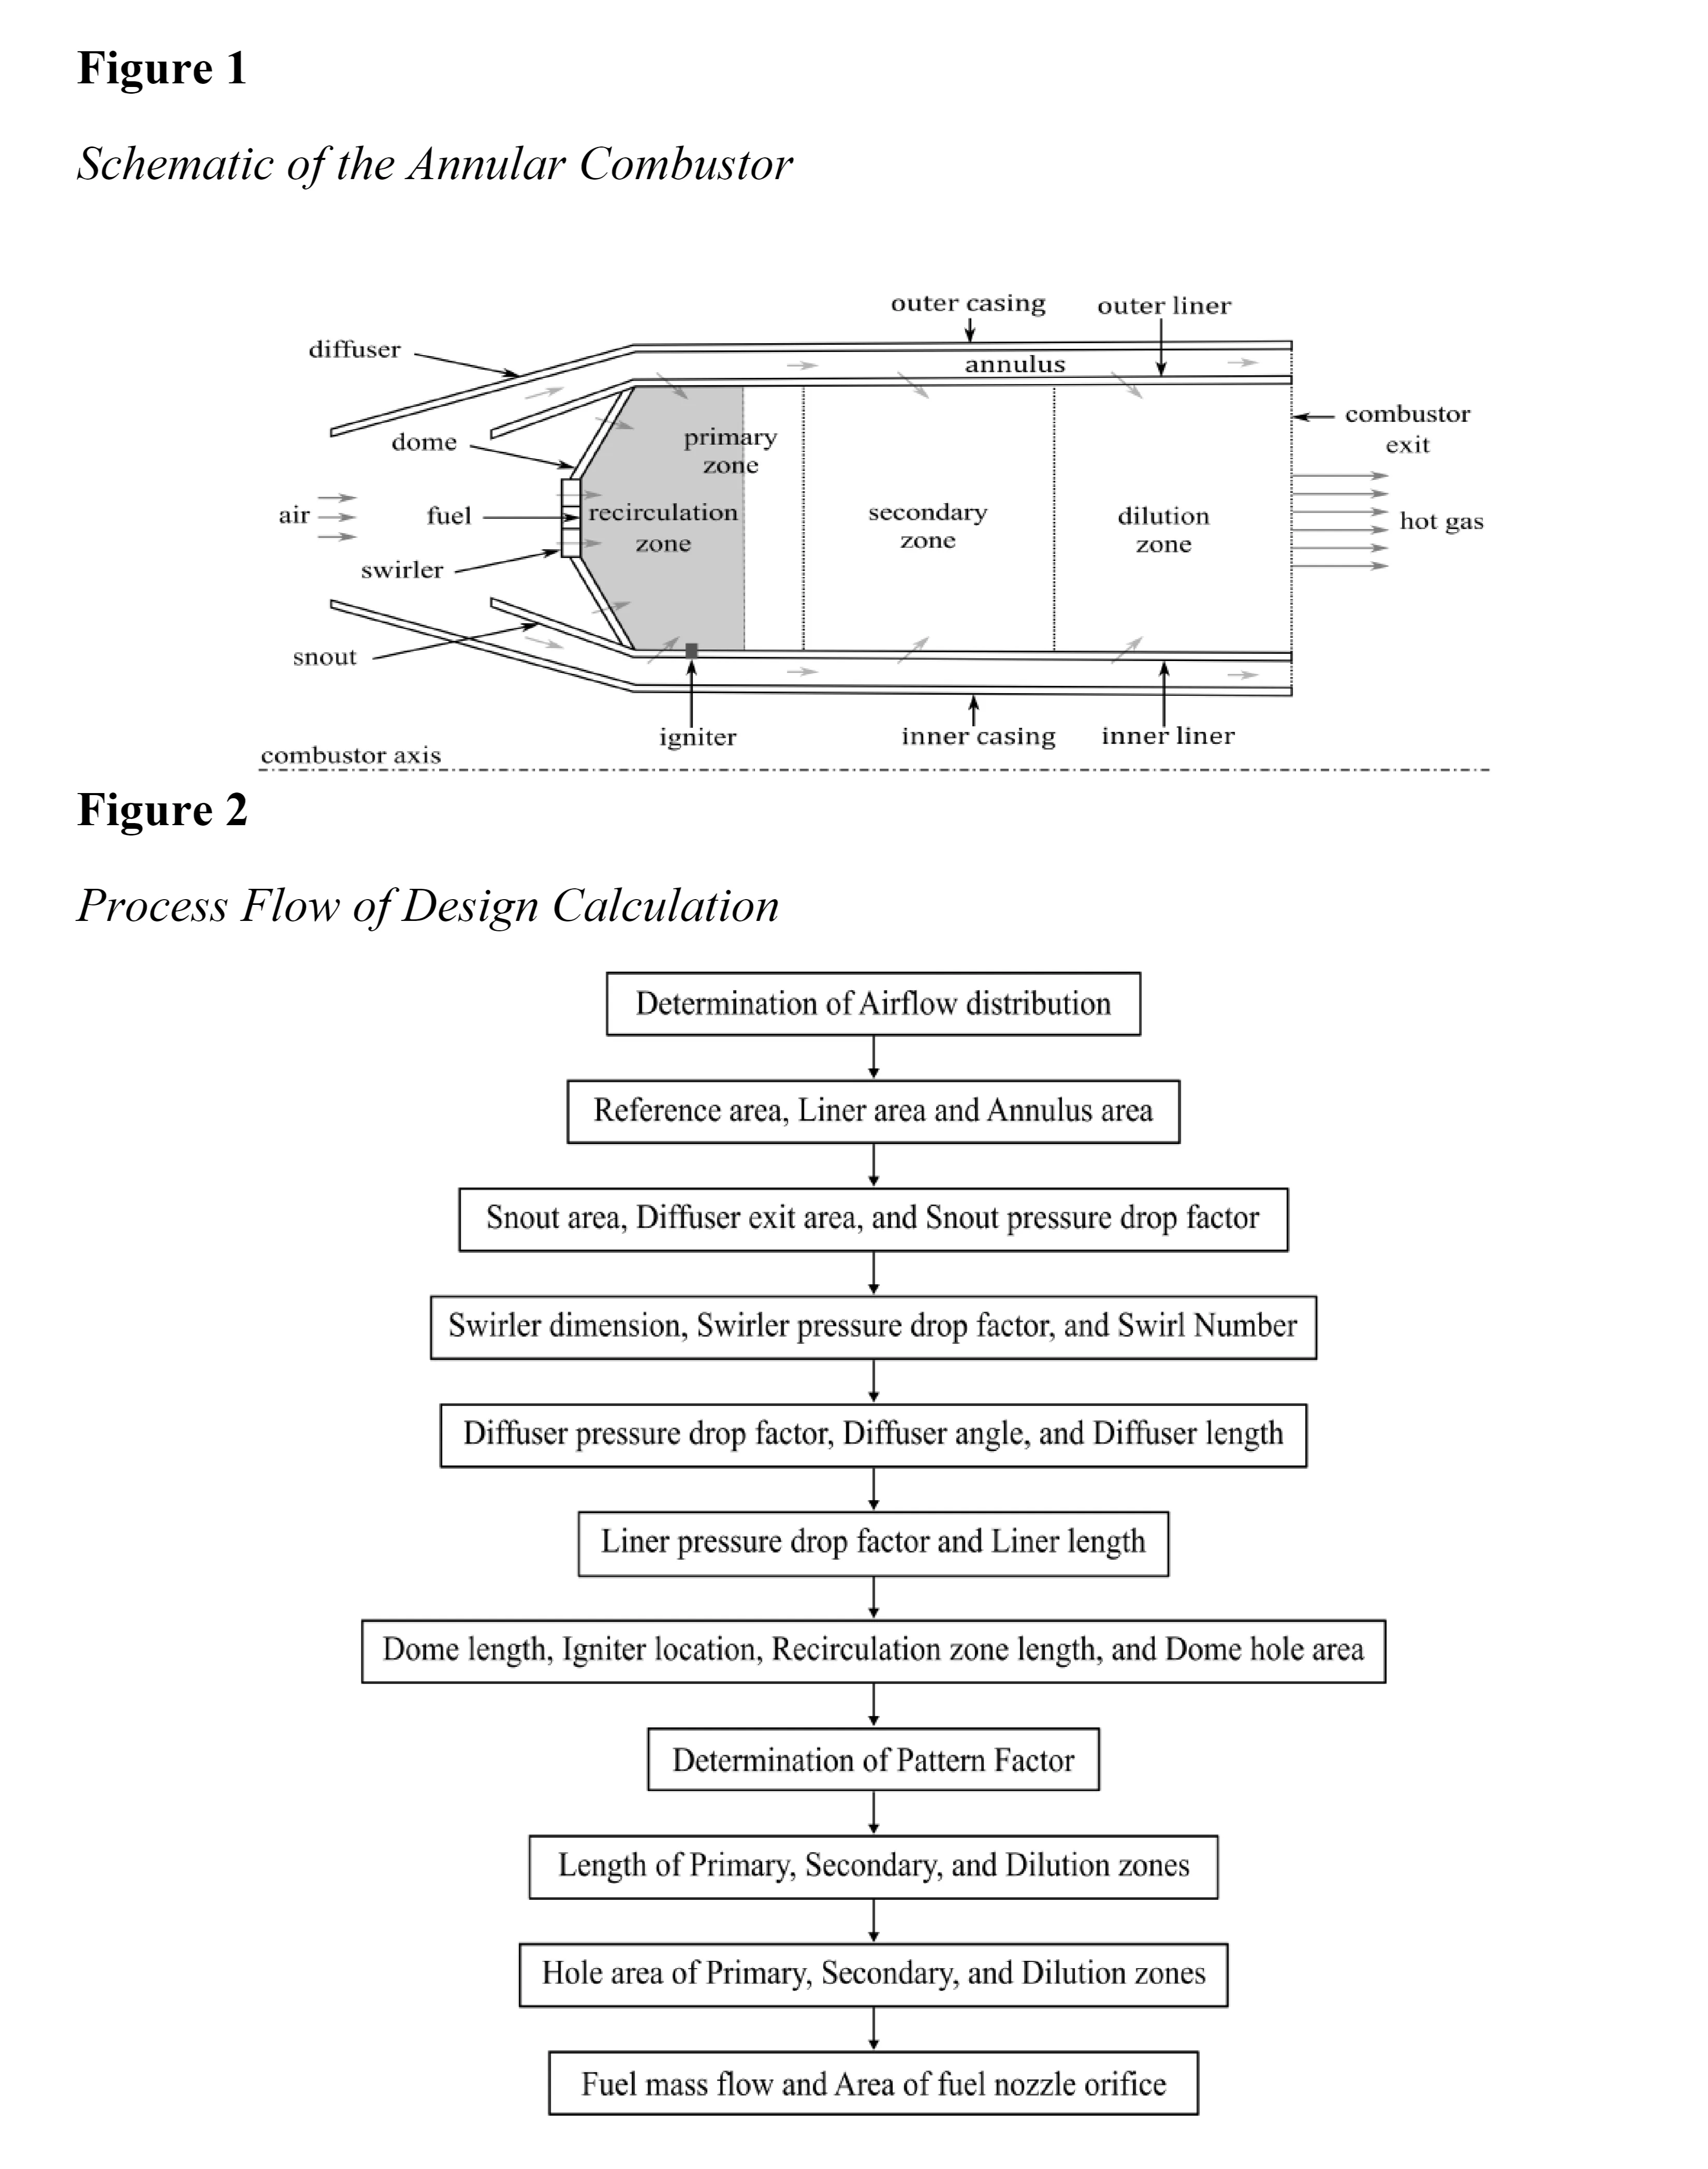 Figure 1
Schematic of the Annular Combustor
outer casing
outer liner
diffuser
annulus
combustor
exit
dome
primary
zone
air
fuel
recirculation
zone
secondary
zone
dilution
zone
hot gas
swirler
snout
igniter
inner casing
inner liner
combustor axis
Figure 2
Process Flow of Design Calculation
Determination of Airflow distribution
Reference area, Liner area and Annulus area
Snout area, Diffuser exit area, and Snout pressure drop factor
Swirler dimension, Swirler pressure drop factor, and Swirl Number
Diffuser pressure drop factor, Diffuser angle, and Diffuser length
Liner pressure drop factor and Liner length
Dome length, Igniter location, Recirculation zone length, and Dome hole area
Determination of Pattern Factor
Length of Primary, Secondary, and Dilution zones
Hole area of Primary, Secondary, and Dilution zones
Fuel mass flow and Area of fuel nozzle orifice